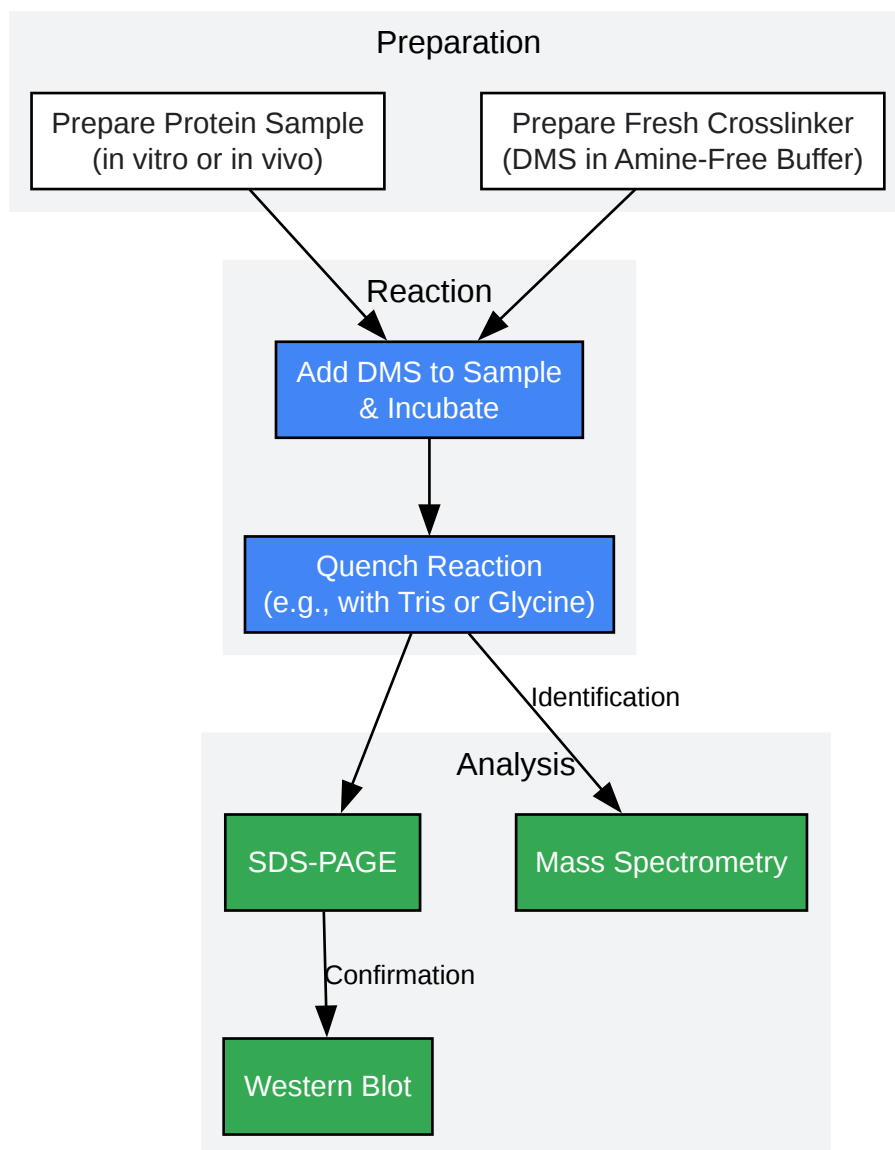 Preparation
Prepare Protein Sample
(in vitro or in vivo)
Prepare Fresh Crosslinker
(DMS in Amine-Free Buffer)
Reaction
Add DMS to Sample
& Incubate
Quench Reaction
(e.g., with Tris or Glycine)
Identification
Analysis
SDS-PAGE
Mass Spectrometry
Confirmation
Western Blot